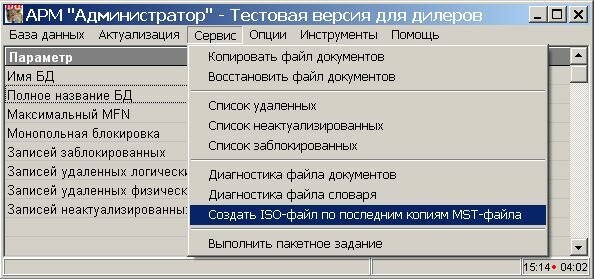 АРМ "Администратор" - Тестовая версия для дилеров
База данных Актуализация Сервис Опции Инструменты Помощь
Параметр
Имя БД
Полное название БД
Максимальный MFN
Монопольная блокировка
Записей заблокированных
Записей удаленных логически
Записей удаленных физически
Записей неактуализированных
Копировать файл документов
Восстановить файл документов
Список удаленных
Список неактуализированных
Список заблокированных
Диагностика файла документов
Диагностика файла словаря
Создать ISO-файл по последним копиям MST-файла
Выполнить пакетное задание
15:14 • 04:02